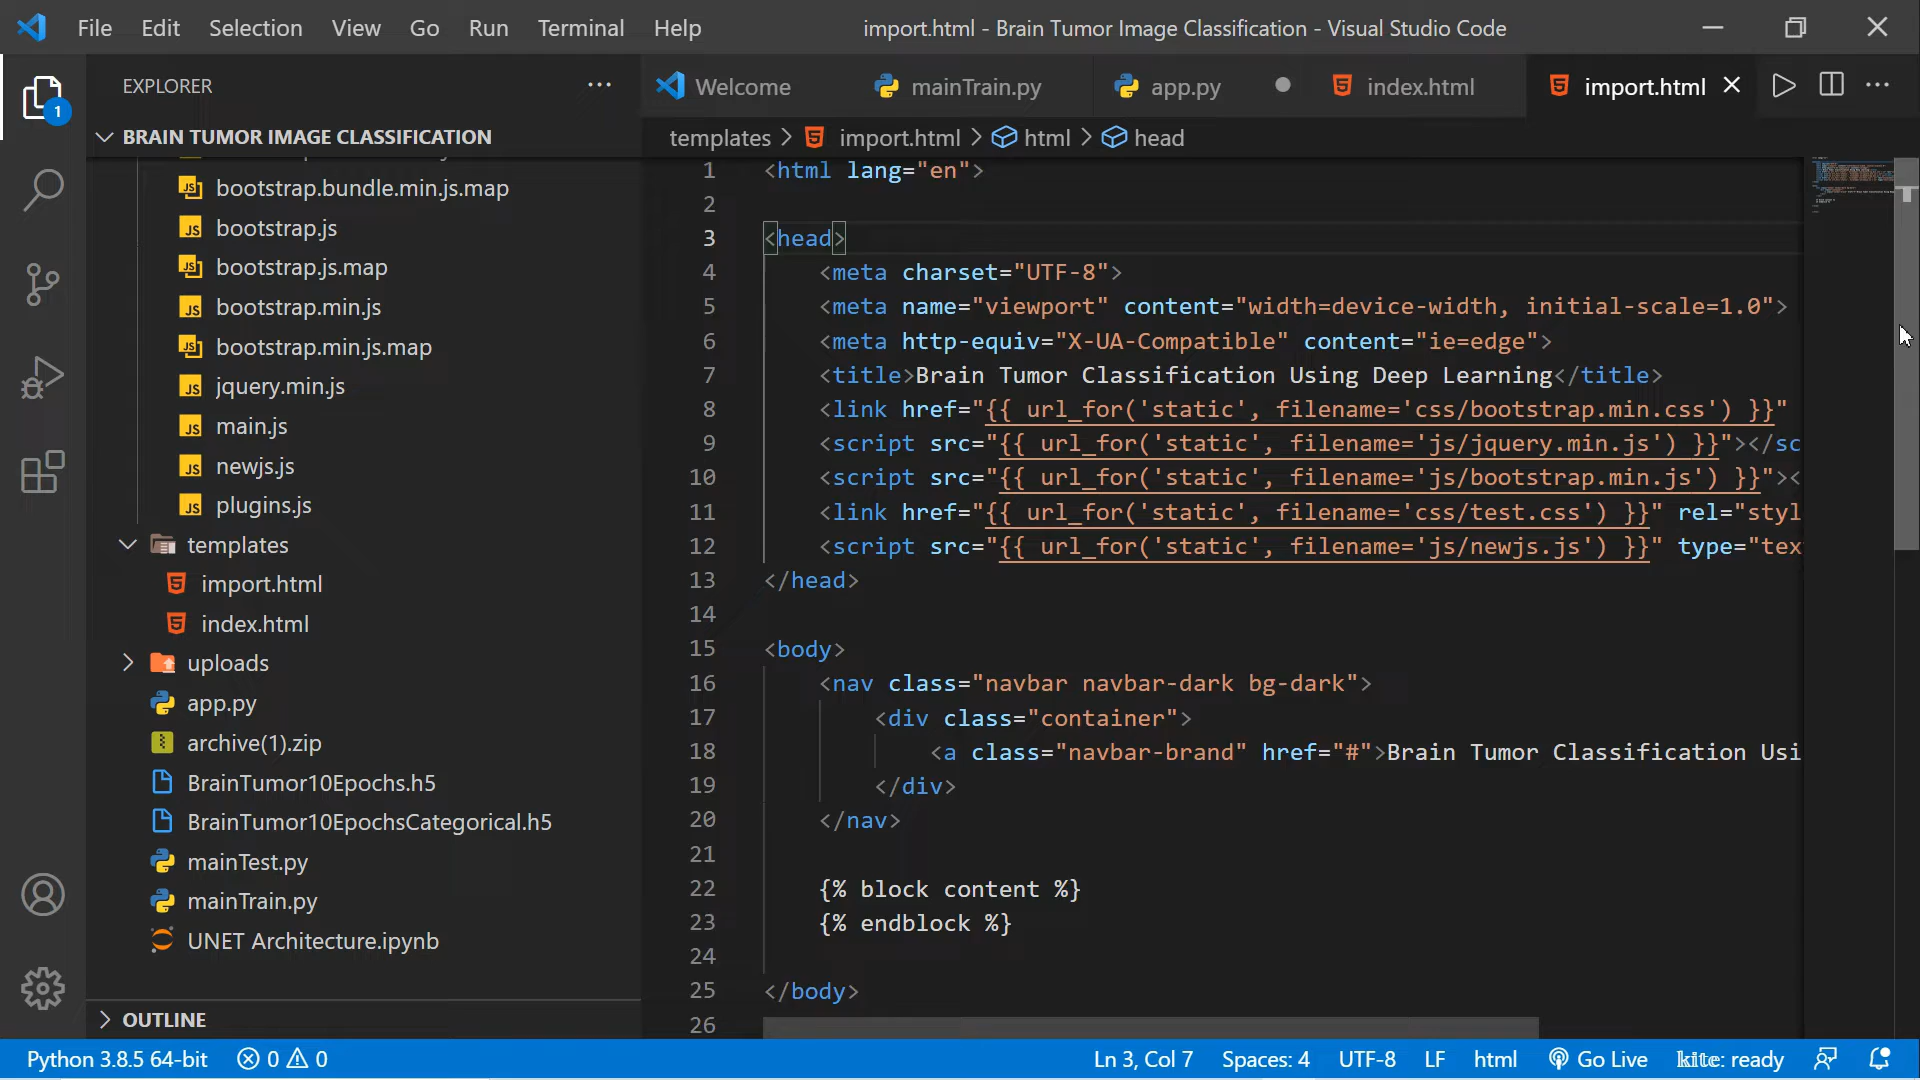 File Edit Selection View Go Run Terminal Help import.html - Brain Tumor Image Classification - Visual Studio Code
EXPLORER
Welcome mainTrain.py app.py index.html import.html
1
BRAIN TUMOR IMAGE CLASSIFICATION
templates > import.html > html > head
bootstrap.bundle.min.js.map
bootstrap.js
bootstrap.js.map
bootstrap.min.js
bootstrap.min.js.map
jquery.min.js
main.js
newjs.js
plugins.js
templates
import.html
index.html
uploads
app.py
archive(1).zip
BrainTumor10Epochs.h5
BrainTumor10EpochsCategorical.h5
mainTest.py
mainTrain.py
UNET Architecture.ipynb
OUTLINE
1 <html lang="en">
2
3 <head>
4 <meta charset="UTF-8">
5 <meta name="viewport" content="width=device-width, initial-scale=1.0">
6 <meta http-equiv="X-UA-Compatible" content="ie=edge">
7 <title>Brain Tumor Classification Using Deep Learning</title>
8 <link href="{{ url_for('static', filename='css/bootstrap.min.css') }}"
9 <script src="{{ url_for('static', filename='js/jquery.min.js') }}"></sc
10 <script src="{{ url_for('static', filename='js/bootstrap.min.js') }}"><
11 <link href="{{ url_for('static', filename='css/test.css') }}" rel="styl
12 <script src="{{ url_for('static', filename='js/newjs.js') }}" type="tex
13 </head>
14
15 <body>
16 <nav class="navbar navbar-dark bg-dark">
17 <div class="container">
18 <a class="navbar-brand" href="#">Brain Tumor Classification Usi
19 </div>
20 </nav>
21
22 {% block content %}
23 {% endblock %}
24
25 </body>
26
Python 3.8.5 64-bit 0 0 Ln 3, Col 7 Spaces: 4 UTF-8 LF html Go Live kite: ready